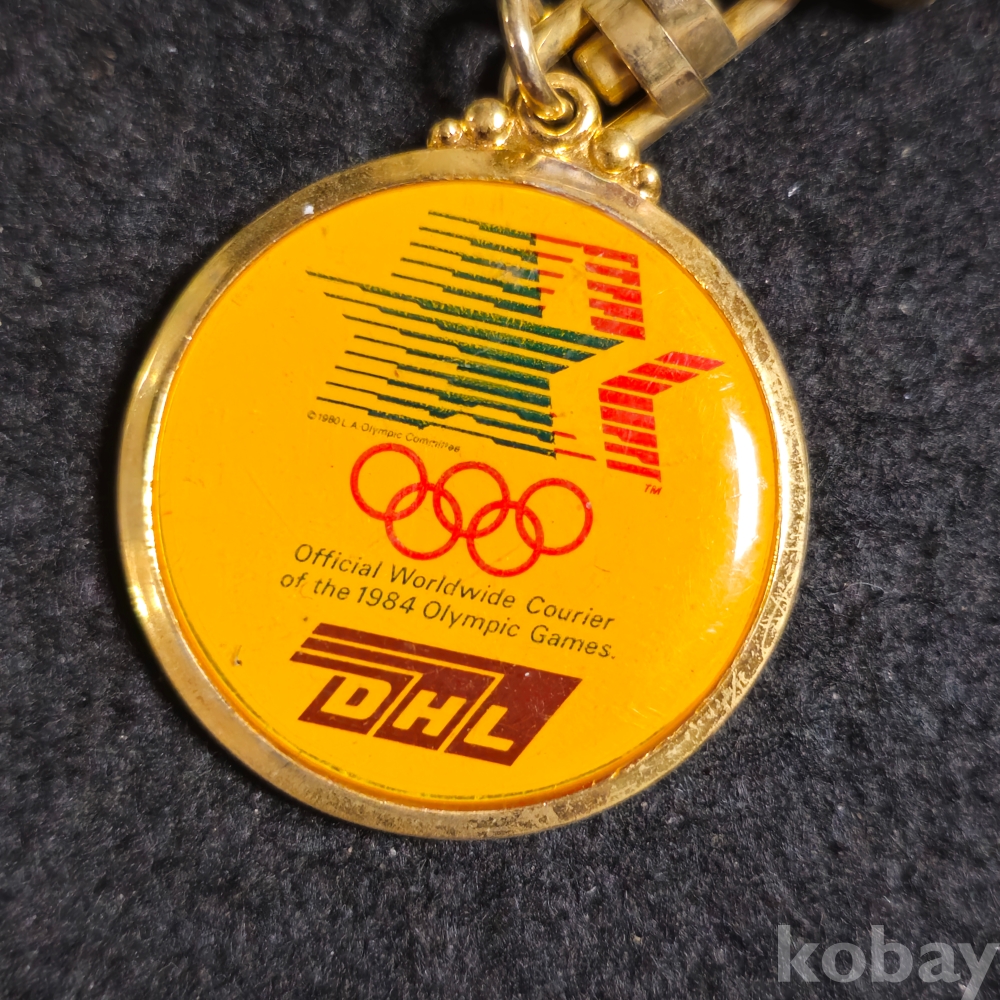 © 1980 L.A. Olympic Committee
TM
Official Worldwide Courier
of the 1984 Olympic Games.
DHL
kobay